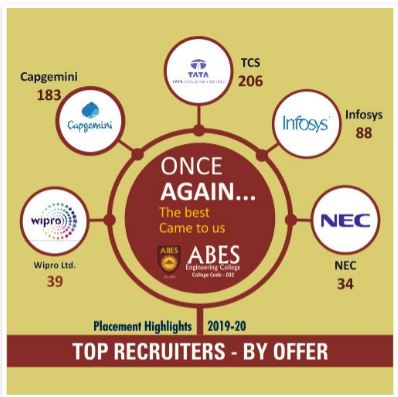 TCS
206
TATA
TATA CONSULTANCY SERVICES
Capgemini
183
Capgemini
Infosys
88
Infosys
ONCE
AGAIN...
The best
Came to us
wipro
Wipro Ltd.
39
NEC
NEC
34
ABES
ABES
Engineering College
College Code - 032
Placement Highlights 2019-20
TOP RECRUITERS - BY OFFER